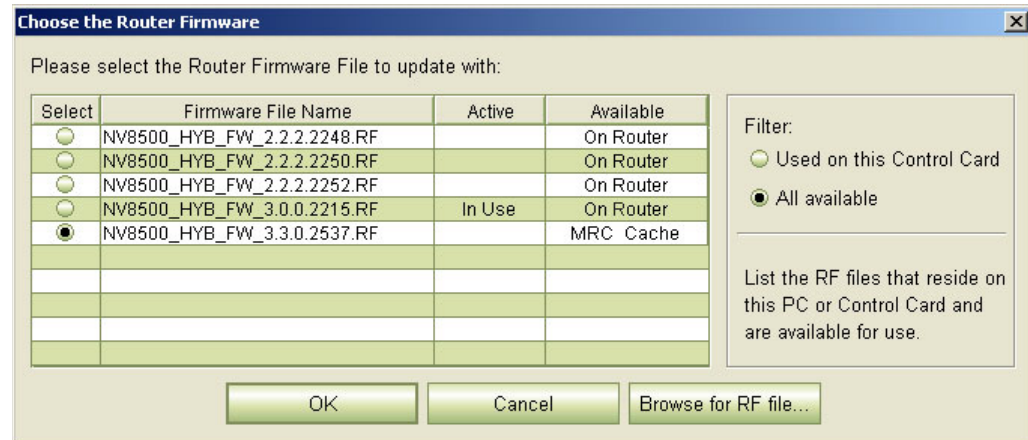 Choose the Router Firmware
Please select the Router Firmware File to update with:
Select Firmware File Name Active Available
NV8500_HYB_FW_2.2.2.2248.RF On Router
NV8500_HYB_FW_2.2.2.2250.RF On Router
NV8500_HYB_FW_2.2.2.2252.RF On Router
NV8500_HYB_FW_3.0.0.2215.RF In Use On Router
NV8500_HYB_FW_3.3.0.2537.RF MRC Cache
Filter:
Used on this Control Card
All available
List the RF files that reside on
this PC or Control Card and
are available for use.
OK Cancel Browse for RF file...